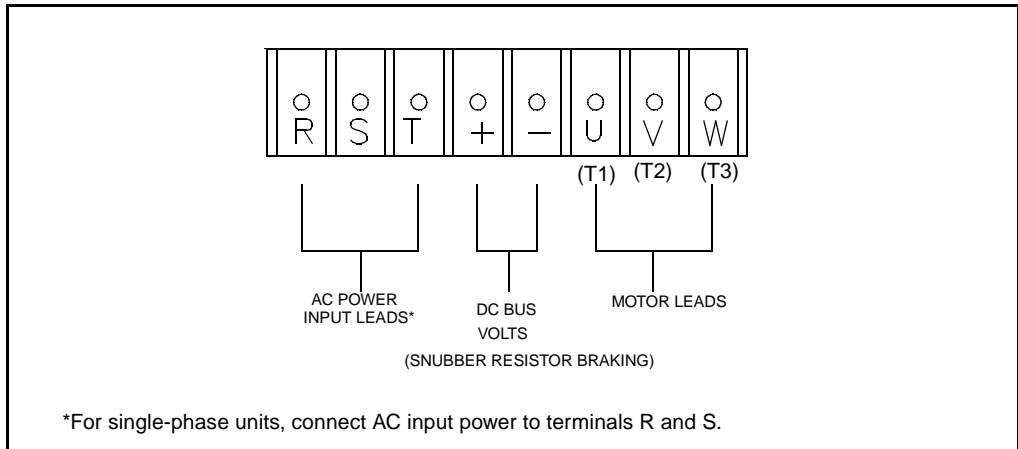 R S T + - U V W
(T1) (T2) (T3)
AC POWER
INPUT LEADS*
DC BUS
VOLTS
(SNUBBER RESISTOR BRAKING)
MOTOR LEADS
*For single-phase units, connect AC input power to terminals R and S.